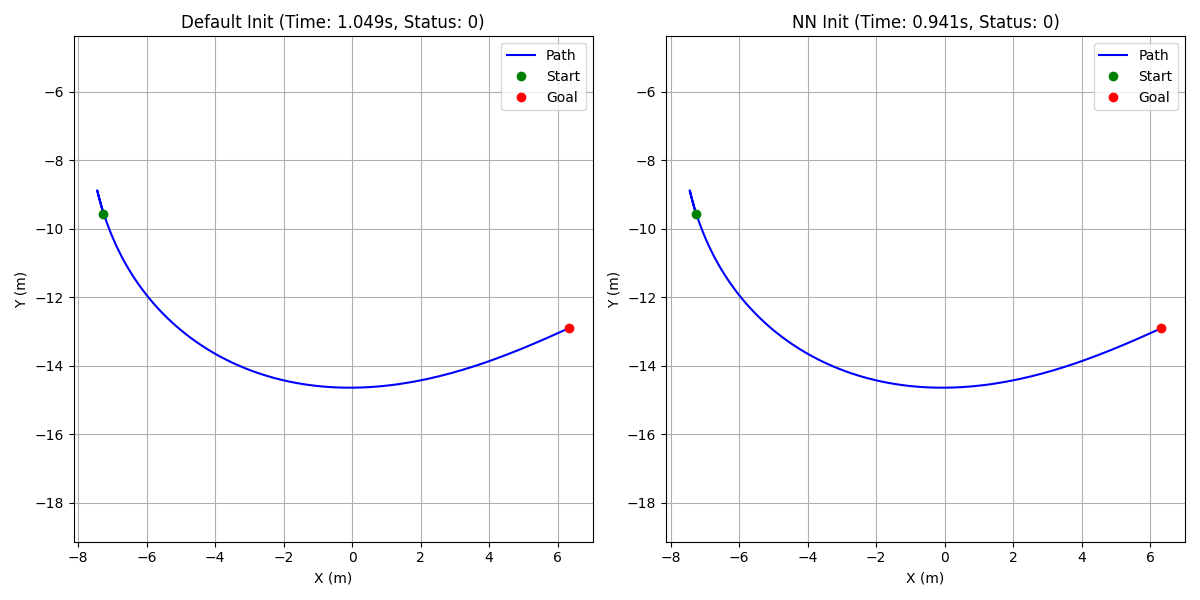 Default Init (Time: 1.049s, Status: 0)
Path
Start
Goal
−6
−8
−10
−12
−14
−16
−18
Y (m)
−8 −6 −4 −2 0 2 4 6
X (m)
NN Init (Time: 0.941s, Status: 0)
Path
Start
Goal
−6
−8
−10
−12
−14
−16
−18
Y (m)
−8 −6 −4 −2 0 2 4 6
X (m)